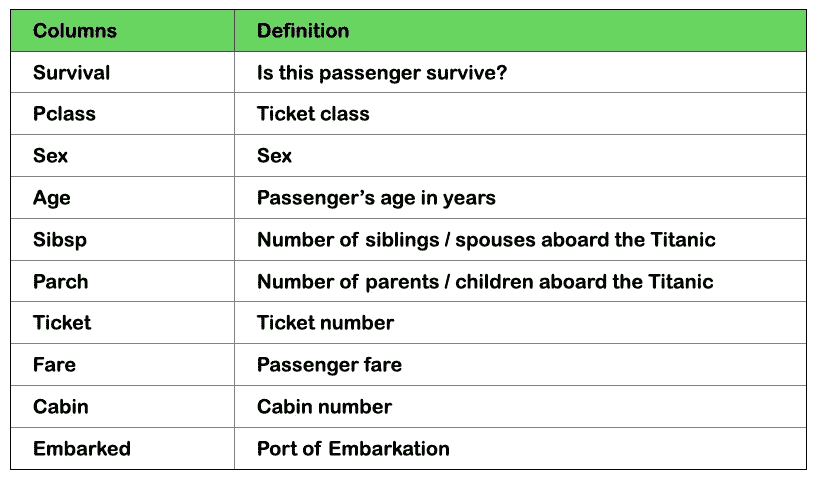 Columns Definition
Survival Is this passenger survive?
Pclass Ticket class
Sex Sex
Age Passenger’s age in years
Sibsp Number of siblings / spouses aboard the Titanic
Parch Number of parents / children aboard the Titanic
Ticket Ticket number
Fare Passenger fare
Cabin Cabin number
Embarked Port of Embarkation